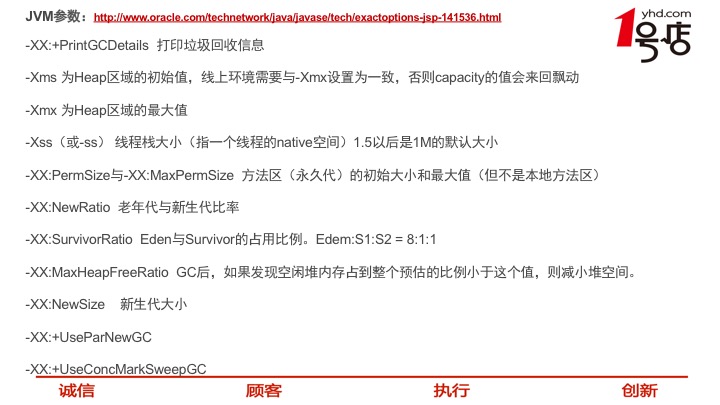 JVM参数：http://www.oracle.com/technetwork/java/javase/tech/exactoptions-jsp-141536.html
yhd.com
1号店
-XX:+PrintGCDetails 打印垃圾回收信息
-Xms 为Heap区域的初始值，线上环境需要与-Xmx设置为一致，否则capacity的值会来回飘动
-Xmx 为Heap区域的最大值
-Xss（或-ss） 线程栈大小（指一个线程的native空间）1.5以后是1M的默认大小
-XX:PermSize与-XX:MaxPermSize 方法区（永久代）的初始大小和最大值（但不是本地方法区）
-XX:NewRatio 老年代与新生代比率
-XX:SurvivorRatio Eden与Survivor的占用比例。Edem:S1:S2 = 8:1:1
-XX:MaxHeapFreeRatio GC后，如果发现空闲堆内存占到整个预估的比例小于这个值，则减小堆空间。
-XX:NewSize 新生代大小
-XX:+UseParNewGC
-XX:+UseConcMarkSweepGC
诚信 顾客 执行 创新